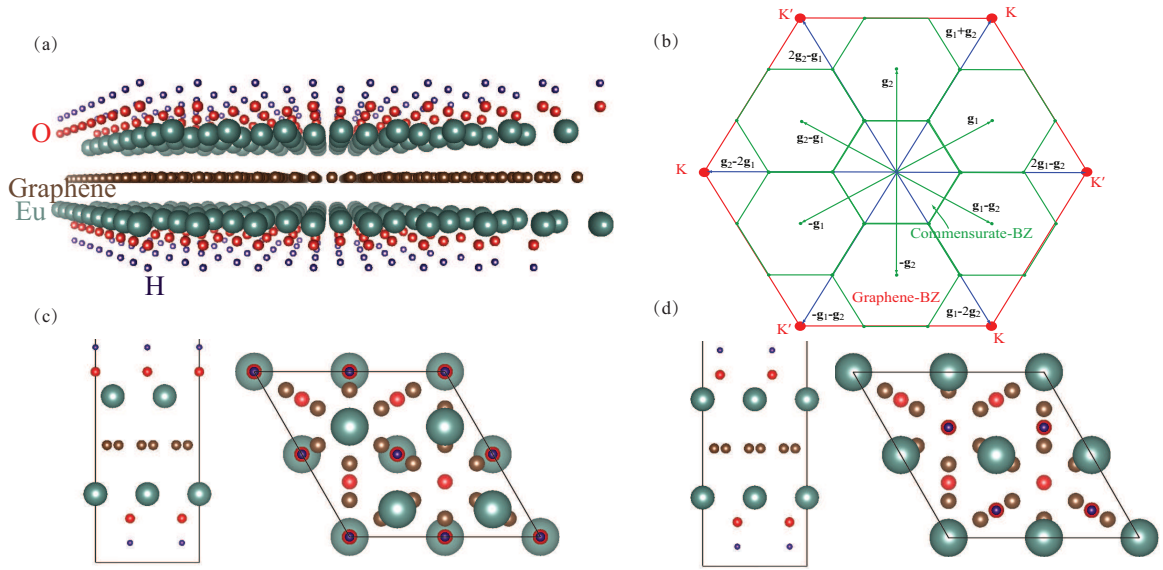 (a)
O
Graphene
Eu
H
(b)
K′
K
g₁+g₂
2g₂-g₁
g₂
g₁
g₂-g₁
K
g₂-2g₁
2g₁-g₂
K′
-g₁
g₁-g₂
Commensurate-BZ
-g₂
Graphene-BZ
-g₁-g₂
g₁-2g₂
K′
K
(c)
(d)